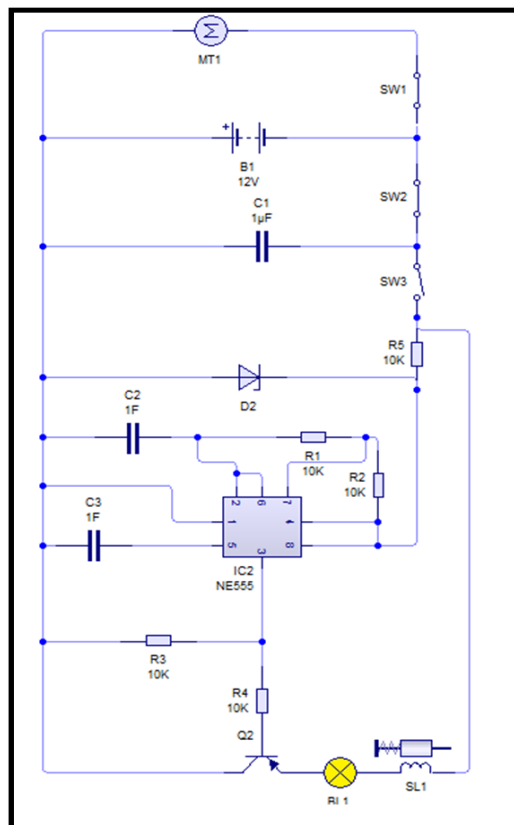 MT1
SW1
+
B1
12V
SW2
C1
1µF
SW3
R5
10K
D2
C2
1F
R1
10K
R2
10K
2 6 7
1 4
C3
1F
5 3 8
IC2
NE555
R3
10K
R4
10K
Q2
SL1